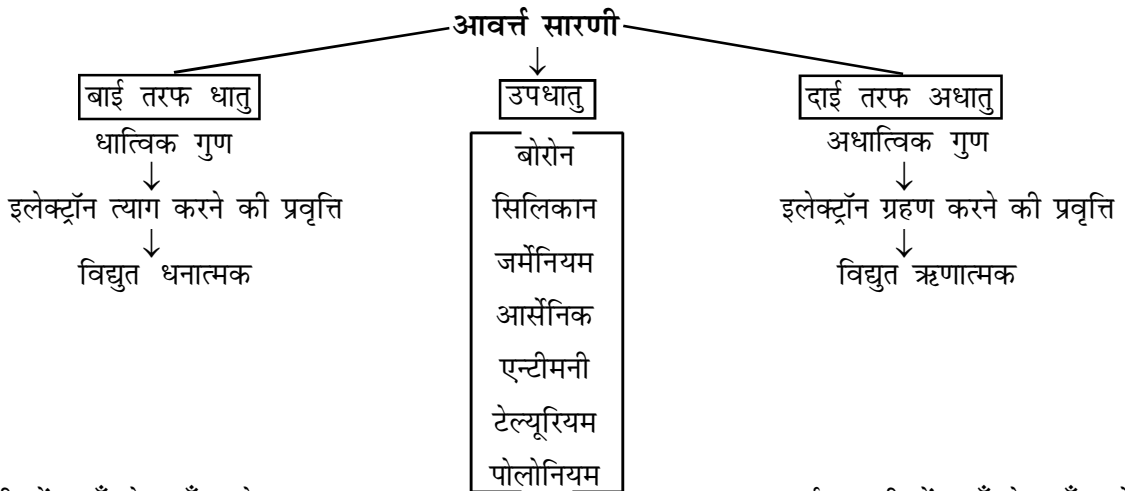 आवर्त्त सारणी
बाई तरफ धातु
धात्विक गुण
इलेक्ट्रॉन त्याग करने की प्रवृत्ति
विद्युत धनात्मक
उपधातु
बोरोन
सिलिकान
जर्मेनियम
आर्सेनिक
एन्टीमनी
टेल्यूरियम
पोलोनियम
दाई तरफ अधातु
अधात्विक गुण
इलेक्ट्रॉन ग्रहण करने की प्रवृत्ति
विद्युत ऋणात्मक